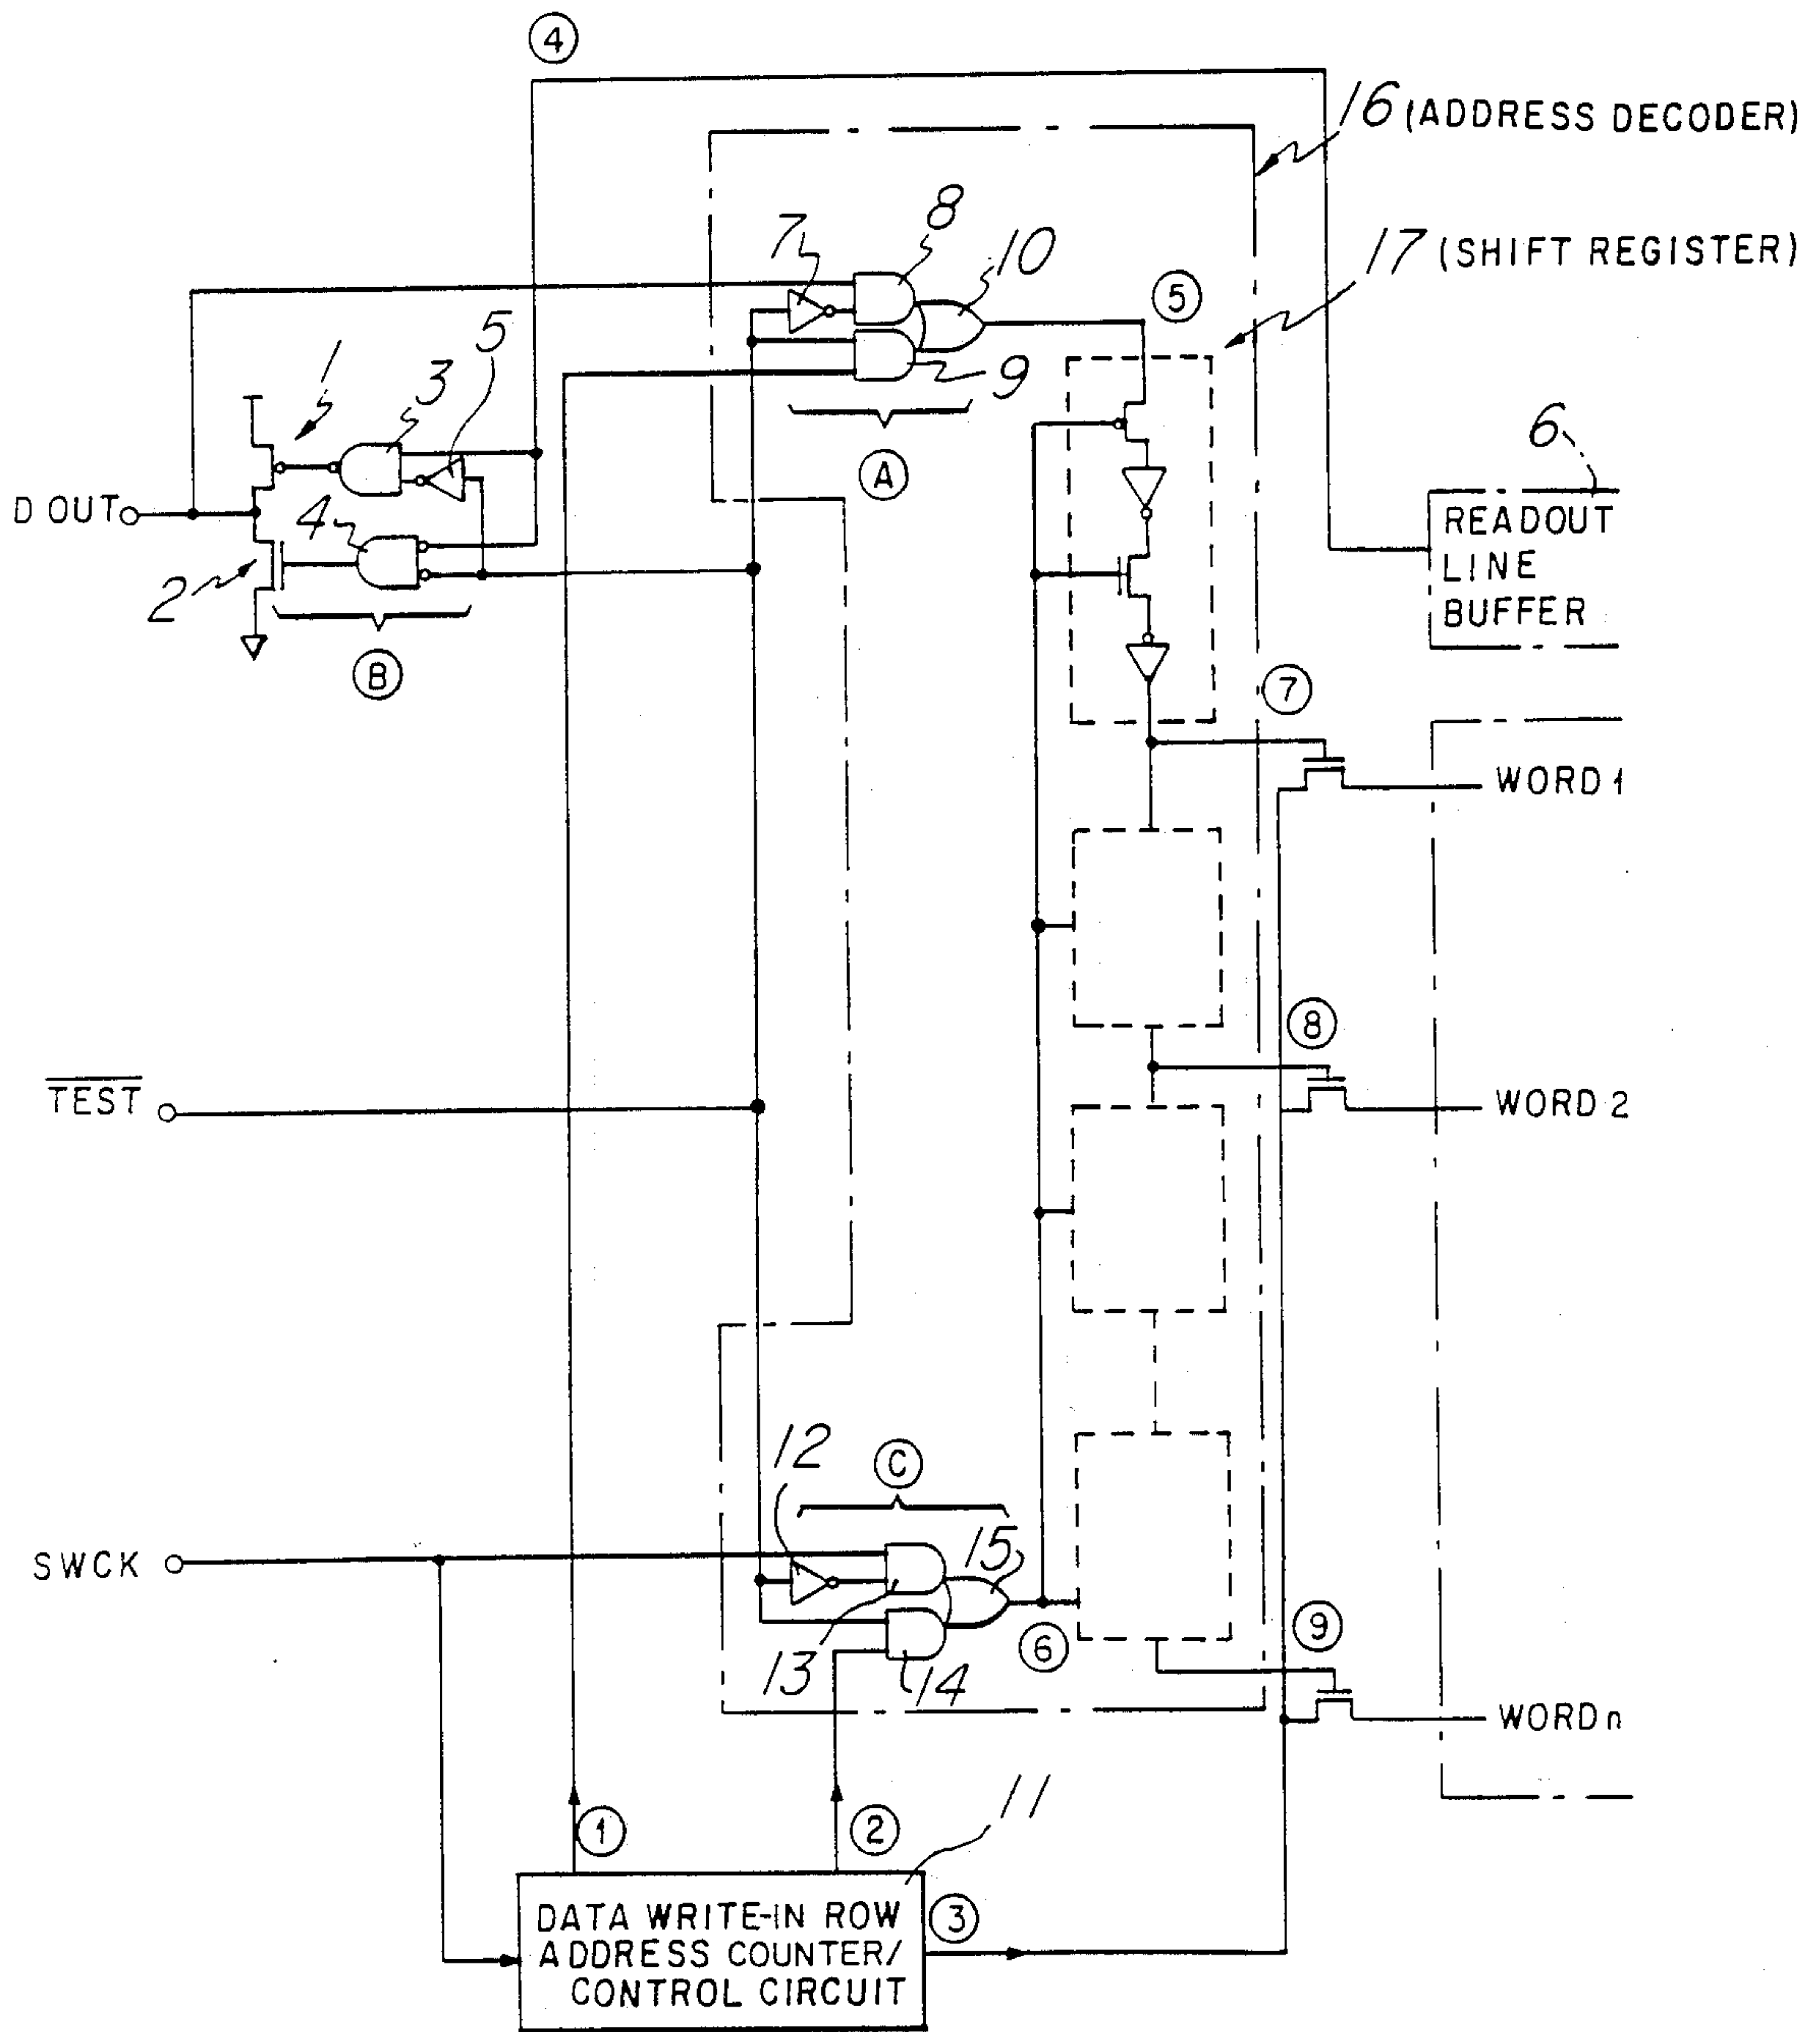 ④
16 (ADDRESS DECODER)
8
7
10
17 (SHIFT REGISTER)
⑤
1
3
5
9
6
Ⓐ
D OUT
4
READOUT
LINE
BUFFER
2
Ⓑ
⑦
WORD 1
⑧
TEST
WORD 2
12
Ⓒ
15
SWCK
⑨
⑥
13
14
WORDn
11
①
②
DATA WRITE-IN ROW
ADDRESS COUNTER/
CONTROL CIRCUIT
③